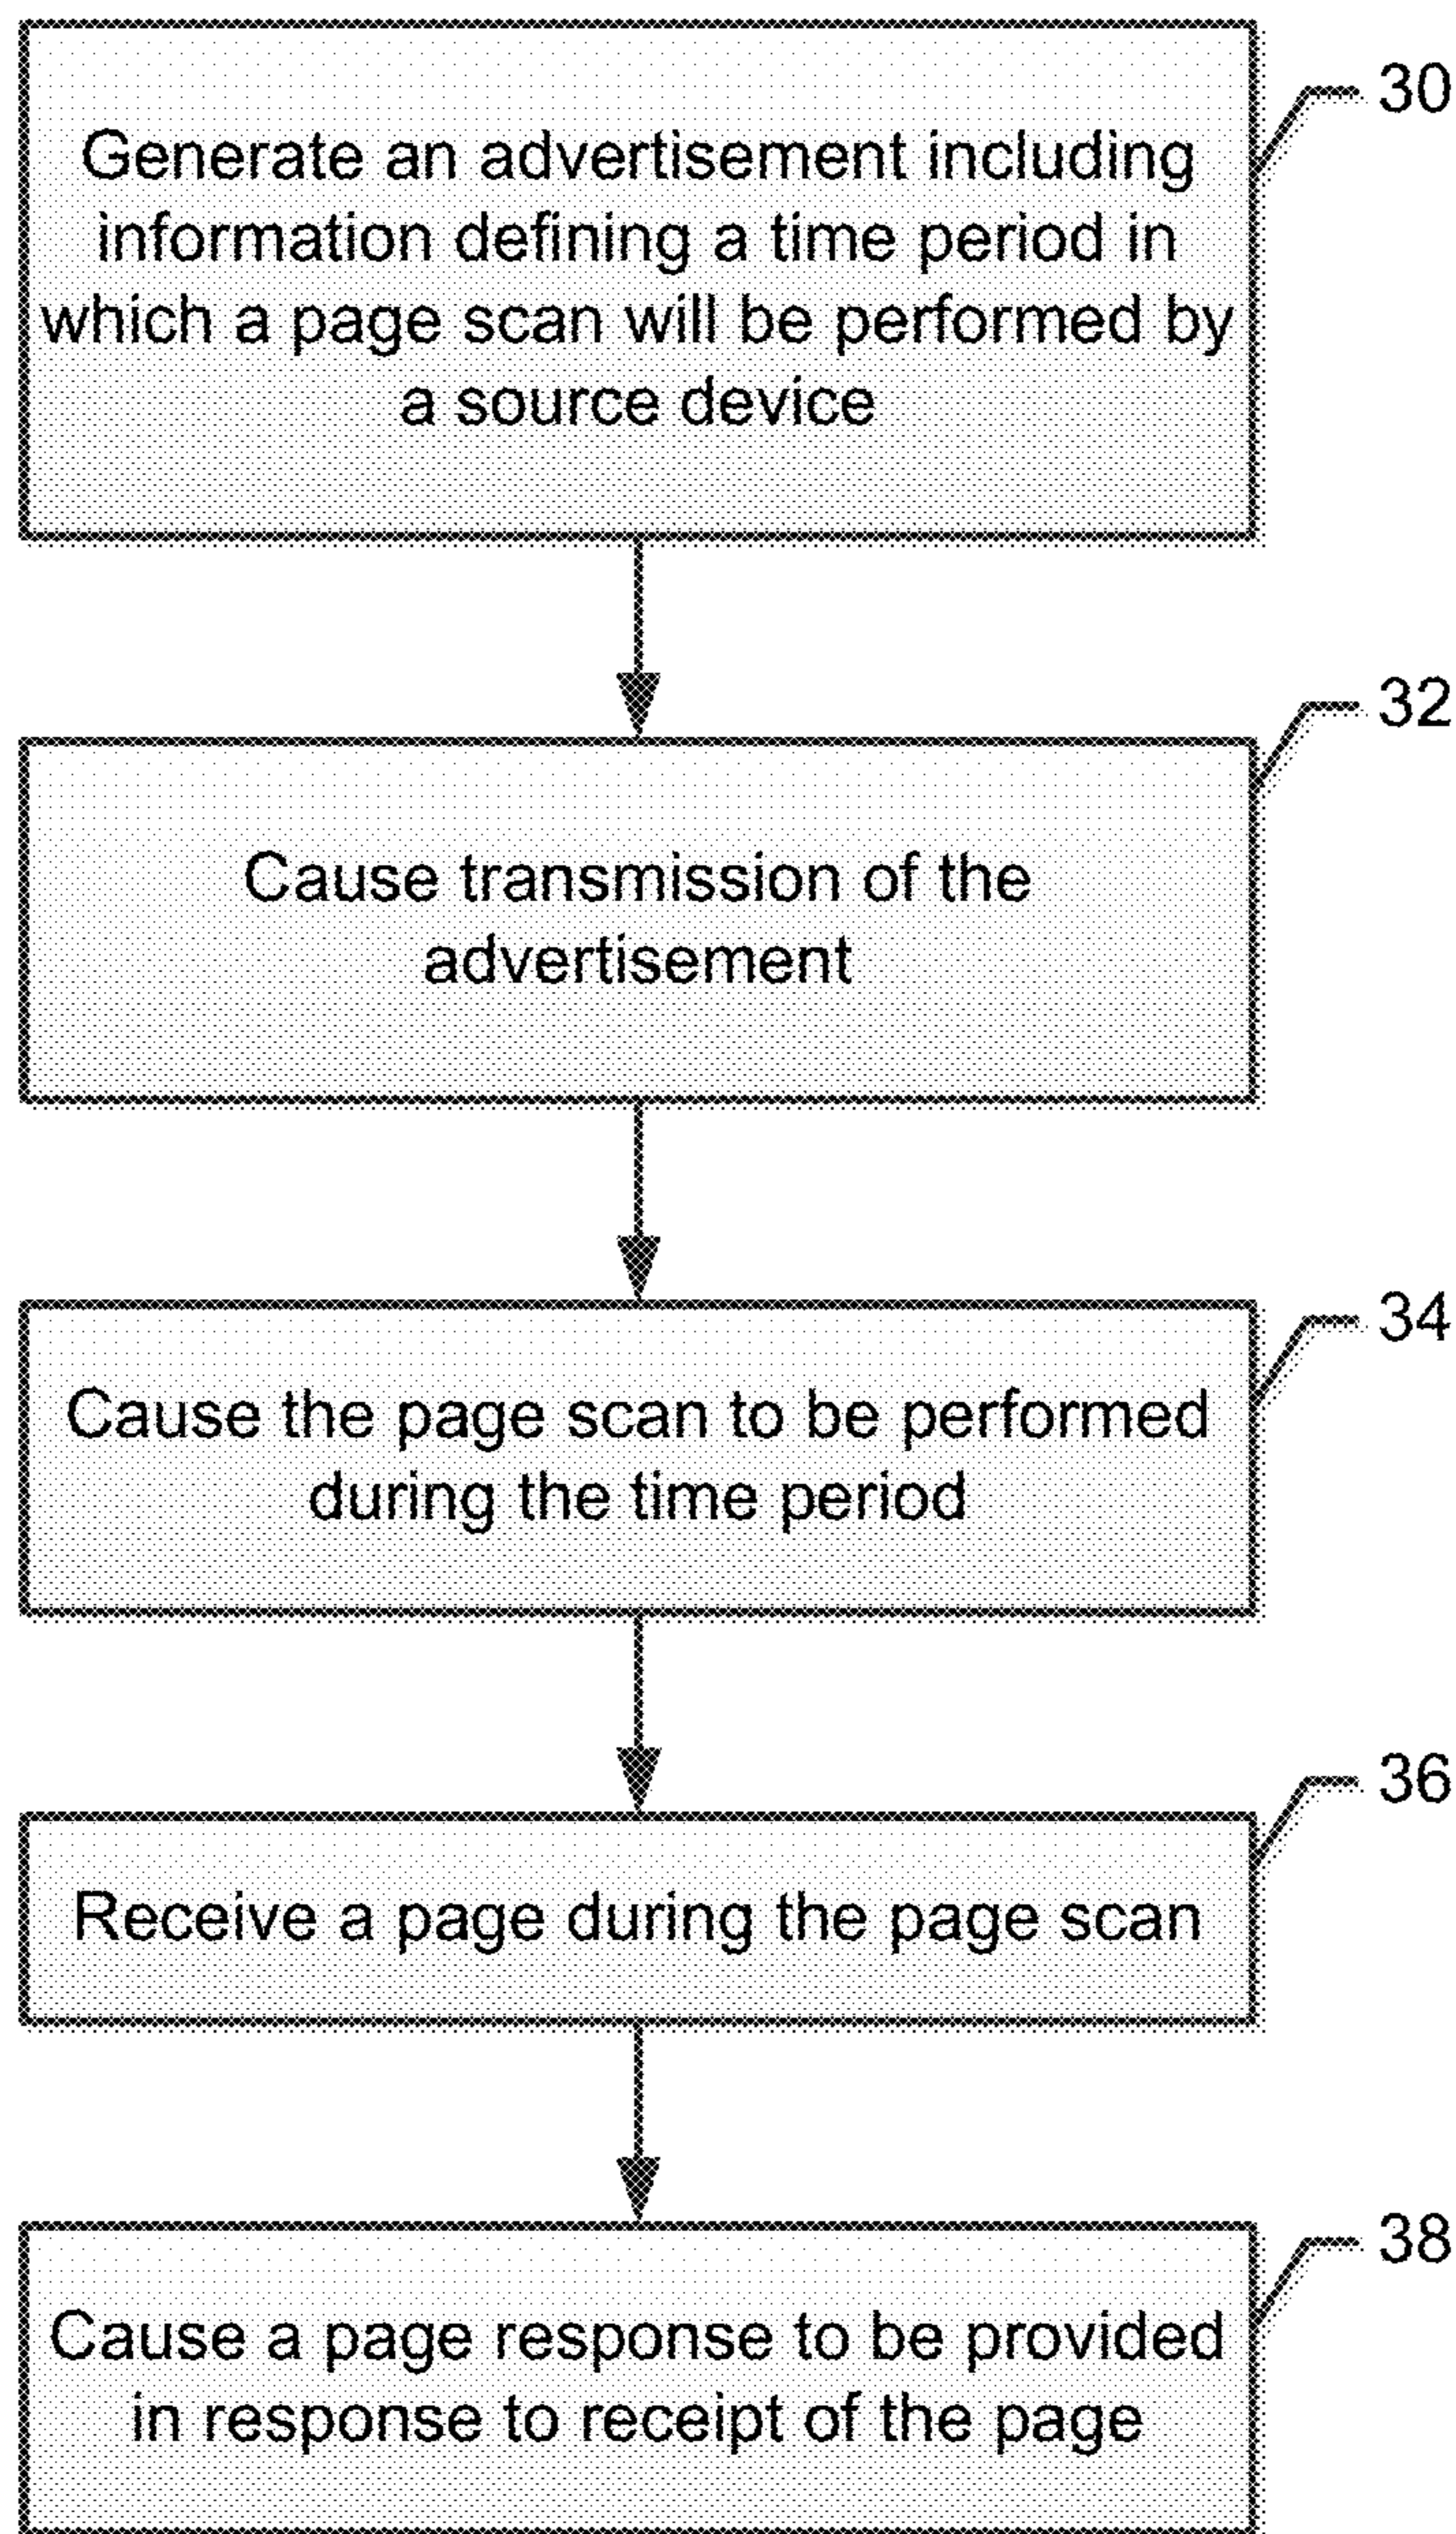 30
Generate an advertisement including
information defining a time period in
which a page scan will be performed by
a source device
32
Cause transmission of the
advertisement
34
Cause the page scan to be performed
during the time period
36
Receive a page during the page scan
38
Cause a page response to be provided
in response to receipt of the page